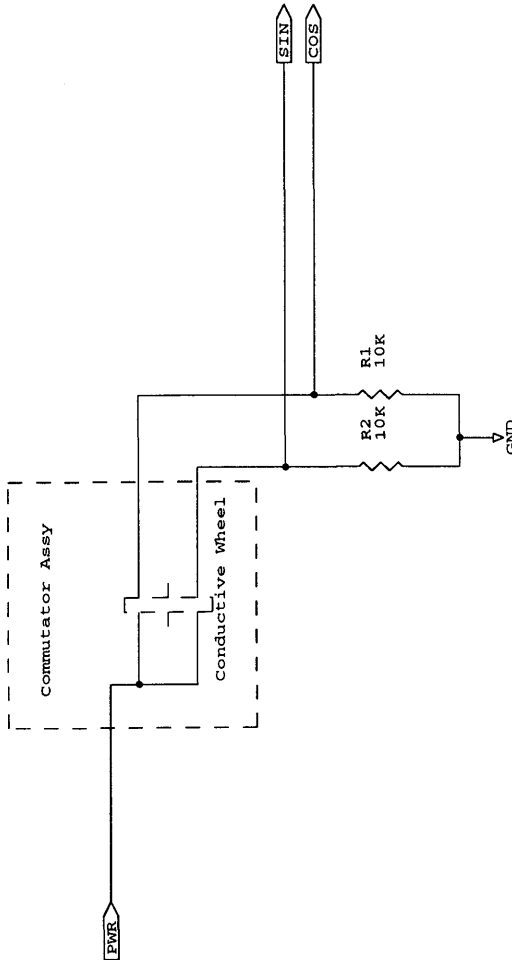 SIN
COS
R1
10K
R2
10K
GND
Commutator Assy
Conductive Wheel
PWR